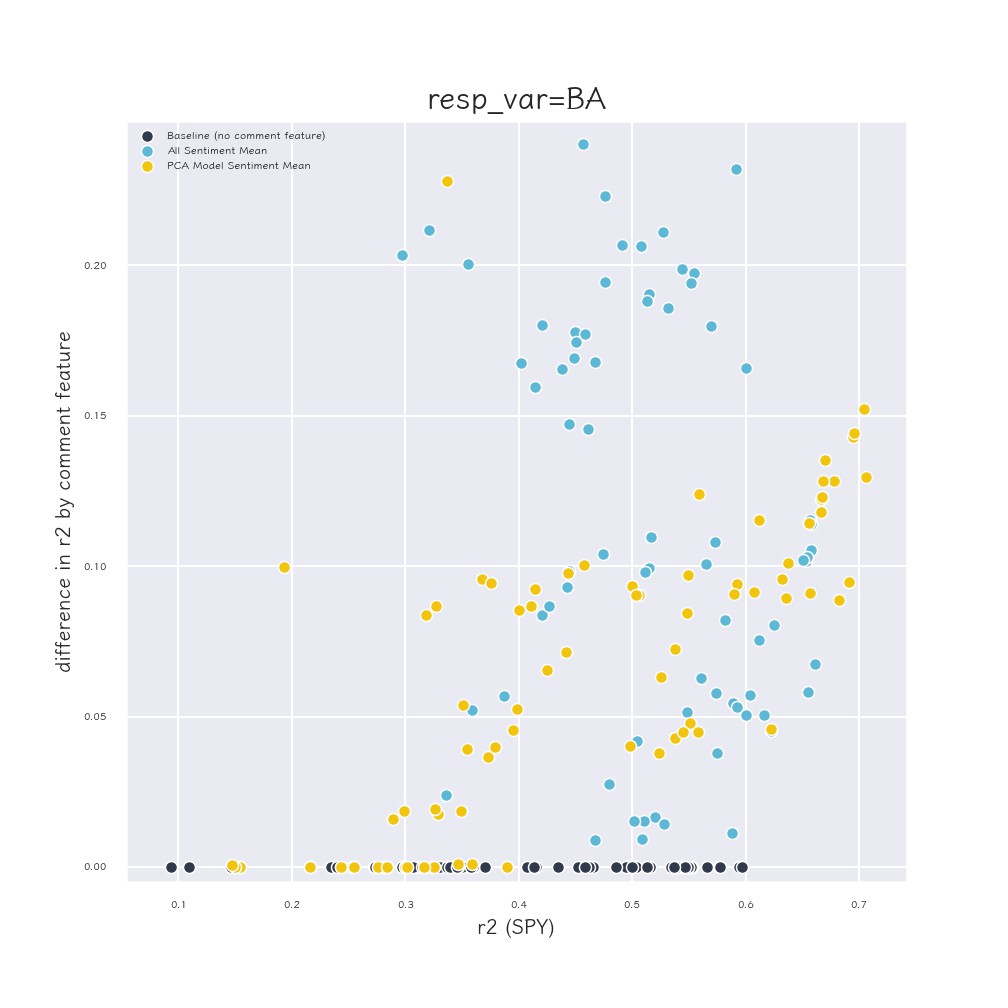 resp_var=BA
Baseline (no comment feature)
All Sentiment Mean
PCA Model Sentiment Mean
difference in r2 by comment feature
0.20
0.15
0.10
0.05
0.00
0.1 0.2 0.3 0.4 0.5 0.6 0.7
r2 (SPY)